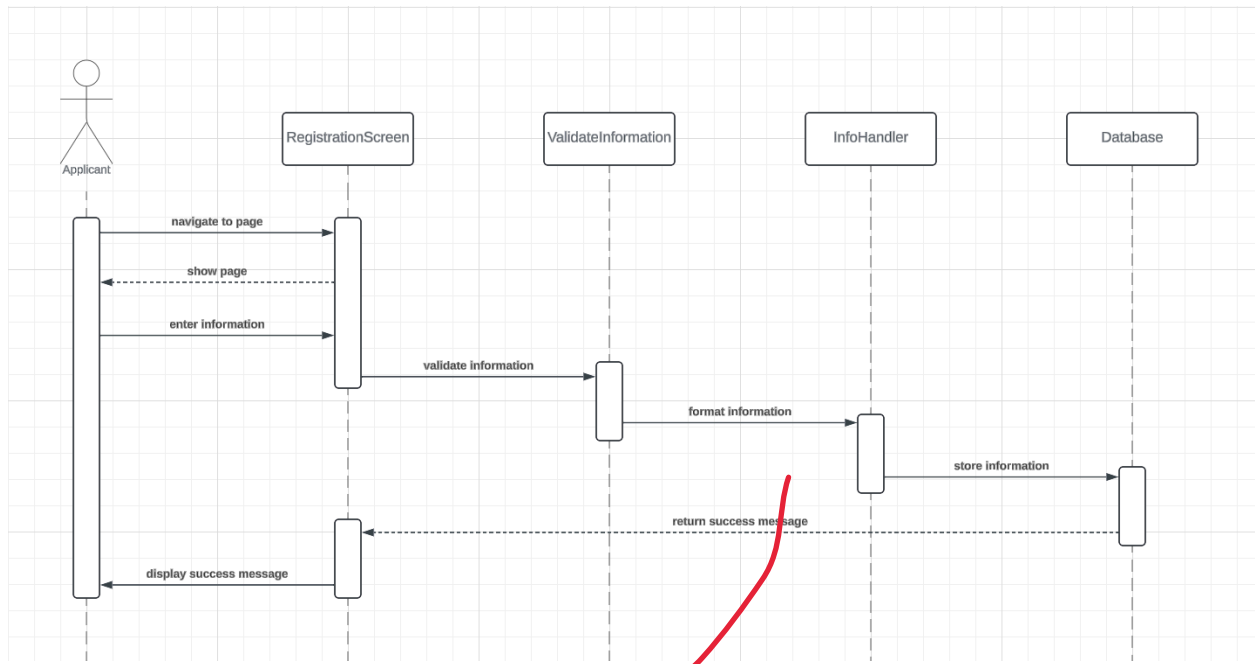 Applicant
RegistrationScreen
ValidateInformation
InfoHandler
Database
navigate to page
show page
enter information
validate information
format information
store information
return success message
display success message